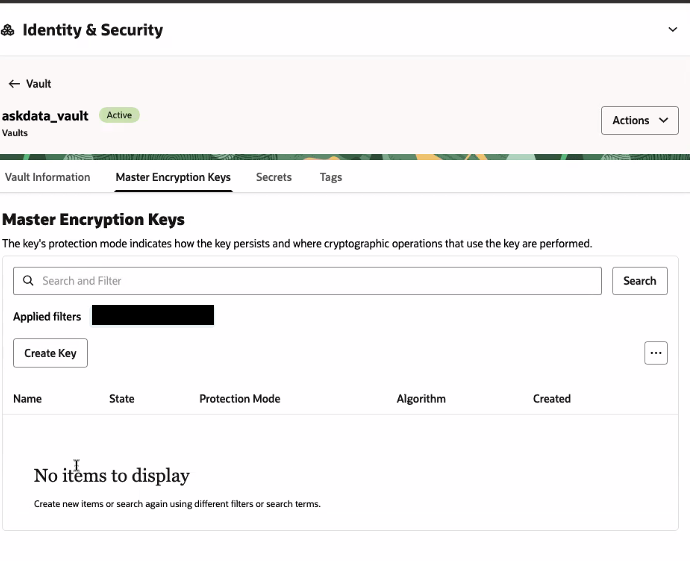 Identity & Security
← Vault
askdata_vault Active
Vaults
Actions
Vault Information Master Encryption Keys Secrets Tags
Master Encryption Keys
The key's protection mode indicates how the key persists and where cryptographic operations that use the key are performed.
Search and Filter Search
Applied filters
Create Key ...
Name State Protection Mode Algorithm Created
No items to display
Create new items or search again using different filters or search terms.